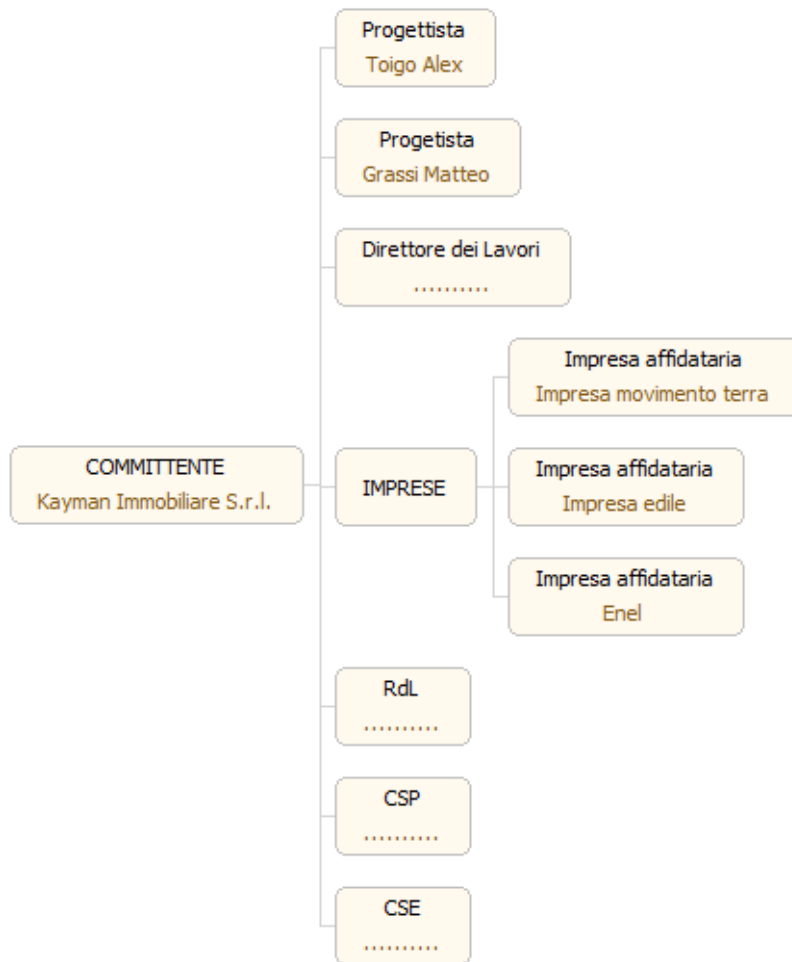 Progettista
Toigo Alex
Progetista
Grassi Matteo
Direttore dei Lavori
..........
COMMITTENTE
Kayman Immobiliare S.r.l.
IMPRESE
Impresa affidataria
Impresa movimento terra
Impresa affidataria
Impresa edile
Impresa affidataria
Enel
RdL
..........
CSP
..........
CSE
..........